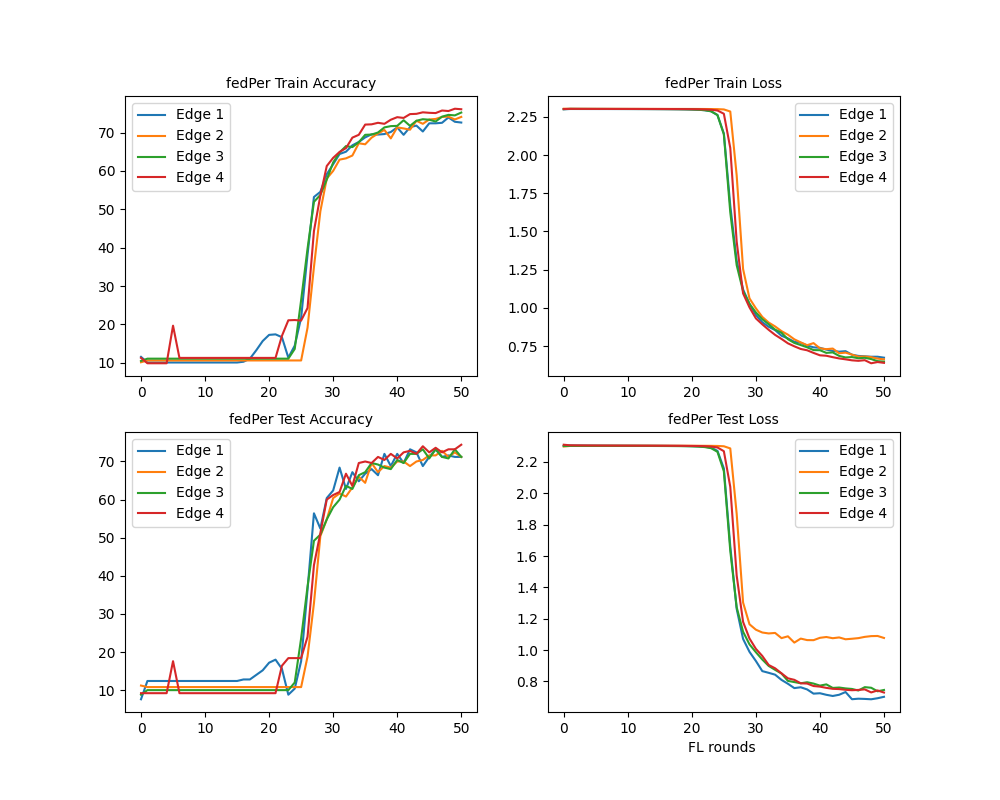 fedPer Train Accuracy
Edge 1
Edge 2
Edge 3
Edge 4
70
60
50
40
30
20
10
0 10 20 30 40 50
fedPer Train Loss
Edge 1
Edge 2
Edge 3
Edge 4
2.25
2.00
1.75
1.50
1.25
1.00
0.75
0 10 20 30 40 50
fedPer Test Accuracy
Edge 1
Edge 2
Edge 3
Edge 4
70
60
50
40
30
20
10
0 10 20 30 40 50
fedPer Test Loss
Edge 1
Edge 2
Edge 3
Edge 4
2.2
2.0
1.8
1.6
1.4
1.2
1.0
0.8
0 10 20 30 40 50
FL rounds